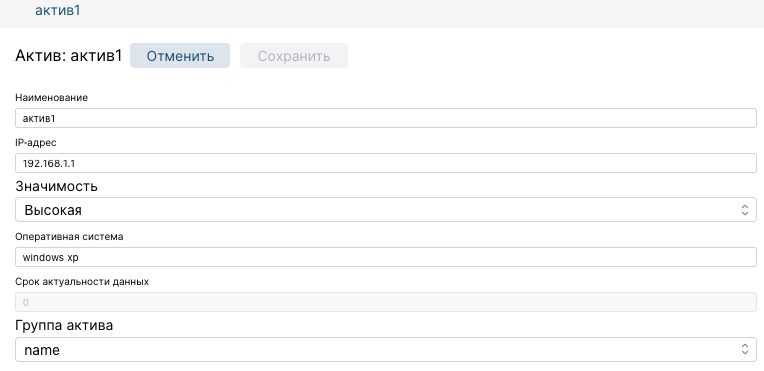 актив1
Актив: актив1 Отменить Сохранить
Наименование
актив1
IP-адрес
192.168.1.1
Значимость
Высокая
Оперативная система
windows xp
Срок актуальности данных
0
Группа актива
name